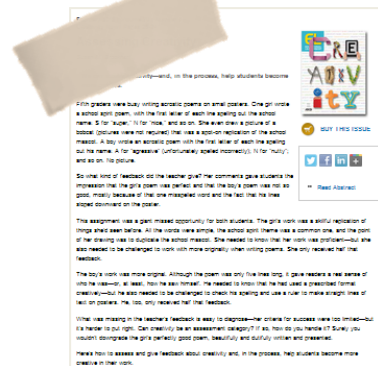 ivity—and, in the process, help students become
Fifth graders were busy writing acrostic poems on small posters. One girl wrote
a school spirit poem, with the first letter of each line spelling out the school
name. S for "super," N for "nice," and so on. She even drew a picture of a
bobcat (pictures were not required) that was a spot-on replication of the school
mascot. A boy wrote an acrostic poem with the first letter of each line spelling
out his name. A for "agressive" (unfortunately spelled incorrectly), N for "nutty",
and so on. No picture.
So what kind of feedback did the teacher give? Her comments gave students the
impression that the girl's poem was perfect and that the boy's poem was not so
good, mostly because of that one misspelled word and the fact that his lines
sloped downward on the poster.
This assignment was a giant missed opportunity for both students. The girl's work was a skillful replication of
things she'd seen before. All the words were simple, the school spirit theme was a common one, and the point
of her drawing was to duplicate the school mascot. She needed to know that her work was proficient—but she
also needed to be challenged to work with more originality when writing poems. She only received half that
feedback.
The boy's work was more original. Although the poem was only five lines long, it gave readers a real sense of
who he was—or, at least, how he saw himself. He needed to know that he had used a prescribed format
creatively—but he also needed to be challenged to check his spelling and use a ruler to make straight lines of
text on posters. He, too, only received half that feedback.
What was missing in the teacher's feedback is easy to diagnose—her criteria for success were too limited—but
it's harder to put right. Can creativity be an assessment category? If so, how do you handle it? Surely you
wouldn't downgrade the girl's perfectly good poem, beautifully and dutifully written and presented.
Here's how to assess and give feedback about creativity and, in the process, help students become more
creative in their work.
EL
CRE
ATIV
ity
BUY THIS ISSUE
Read Abstract